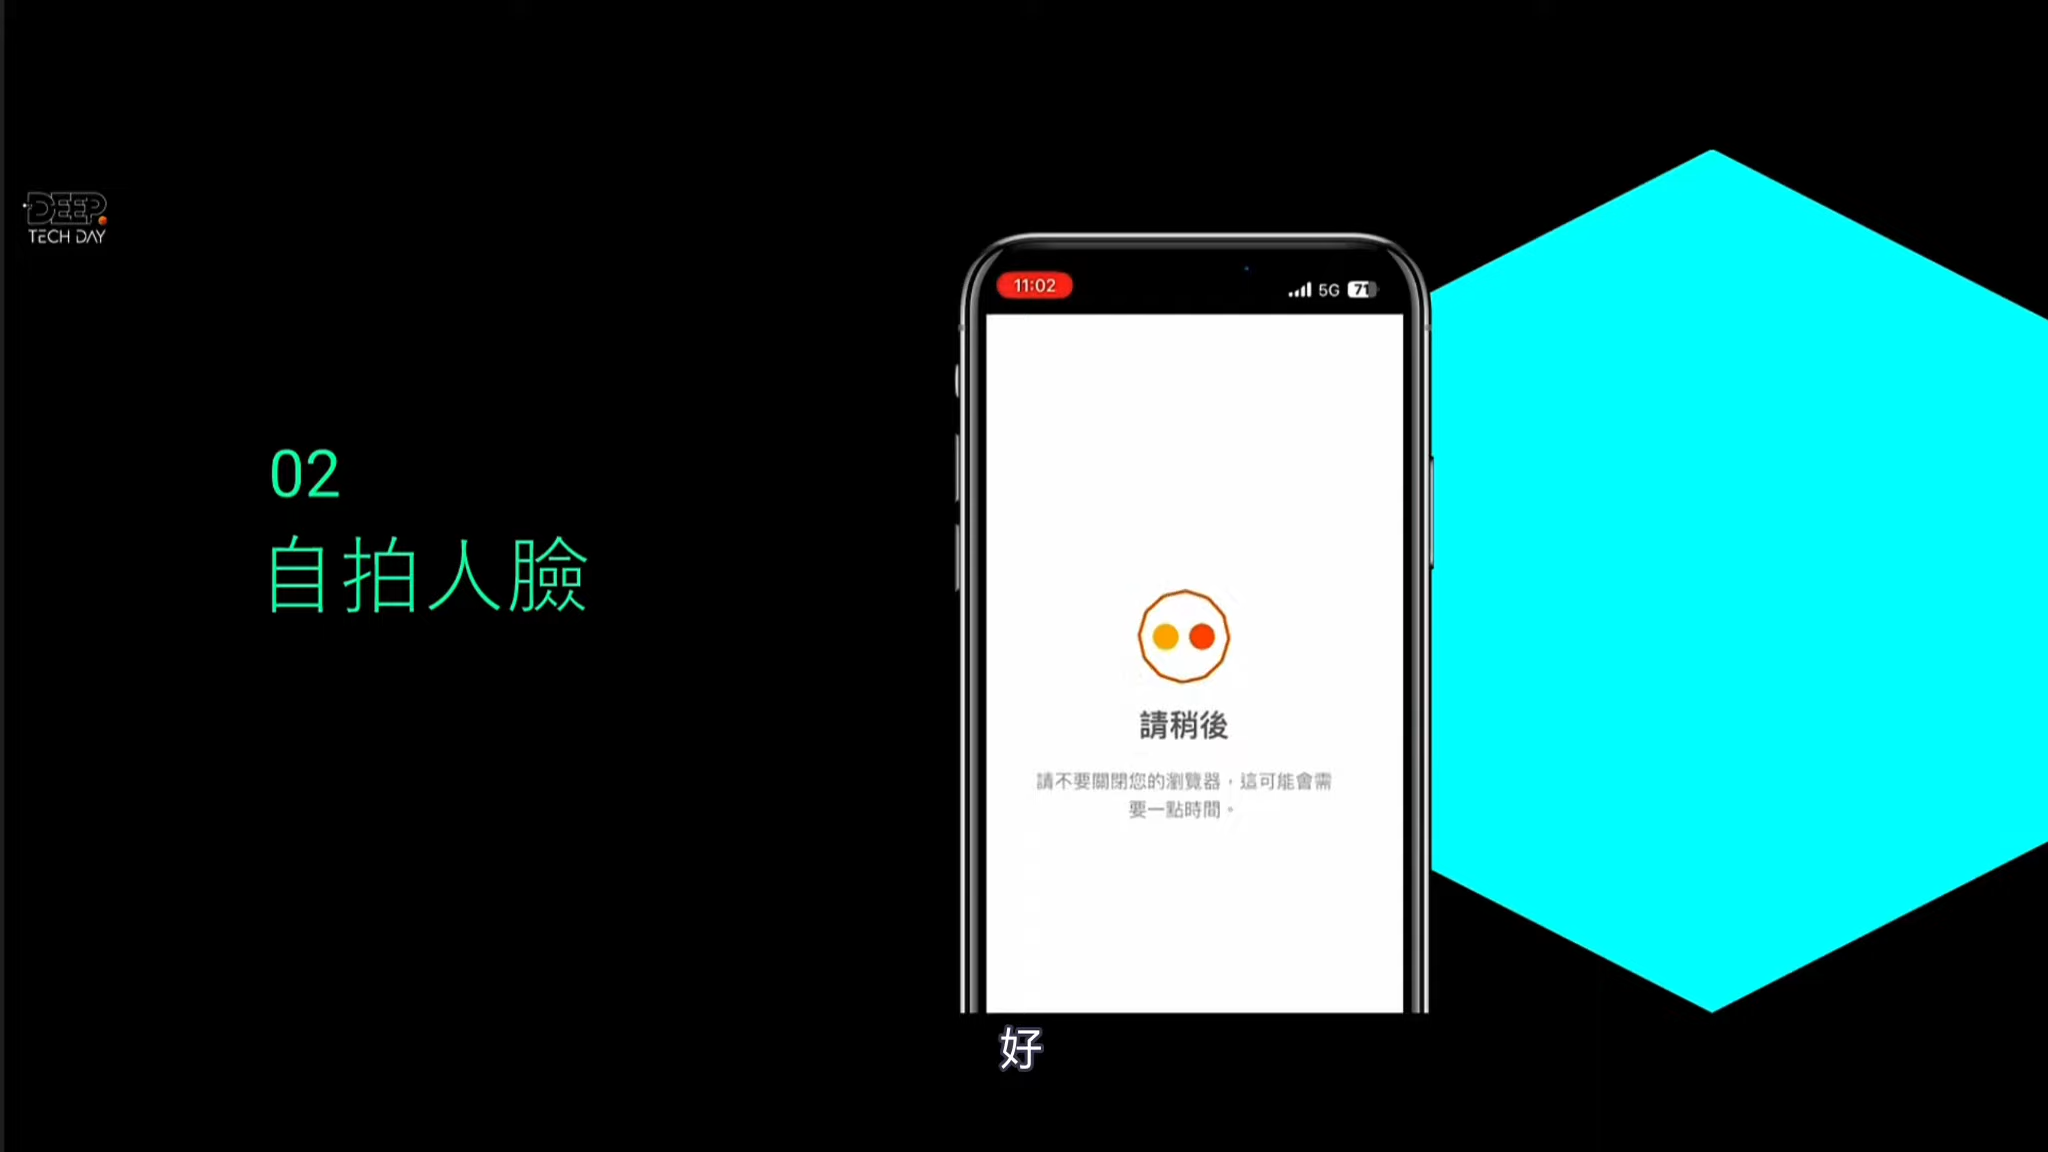 DEEP
TECH DAY
02
自拍人臉
11:02
5G 71
請稍後
請不要關閉您的瀏覽器，這可能會需
要一點時間。
好